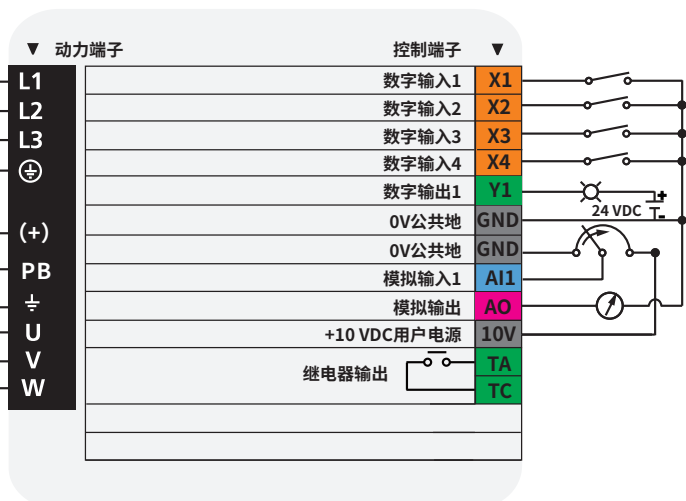 ▼ 动力端子 控制端子 ▼
L1 数字输入1 X1
L2 数字输入2 X2
L3 数字输入3 X3
数字输入4 X4
数字输出1 Y1
24 VDC + -
0V公共地 GND
(+) 0V公共地 GND
PB 模拟输入1 AI1
模拟输出 AO
U +10 VDC用户电源 10V
V 继电器输出 TA
W TC